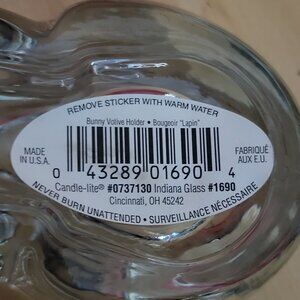 REMOVE STICKER WITH WARM WATER
Bunny Votive Holder • Bougeoir "Lapin"
MADE
IN U.S.A.
FABRIQUÉ
AUX E.U.
0 43289 01690 4
Candle-lite® #0737130 Indiana Glass #1690
Cincinnati, OH 45242
NEVER BURN UNATTENDED • SURVEILLANCE NÉCESSAIRE